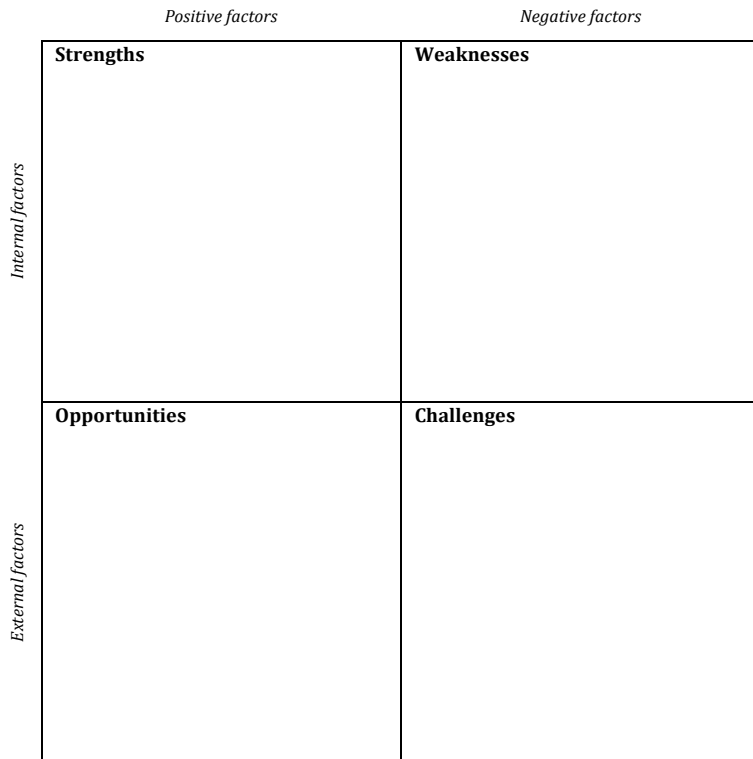 Positive factors
Negative factors
Strengths
Weaknesses
Internal factors
Opportunities
Challenges
External factors